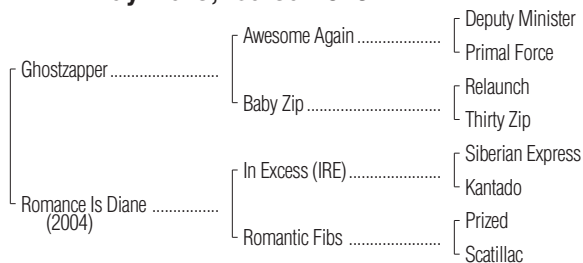 Deputy Minister
Awesome Again
Primal Force
Ghostzapper
Relaunch
Baby Zip
Thirty Zip
Siberian Express
In Excess (IRE)
Kantado
Romance Is Diane
(2004)
Prized
Romantic Fibs
Scatillac